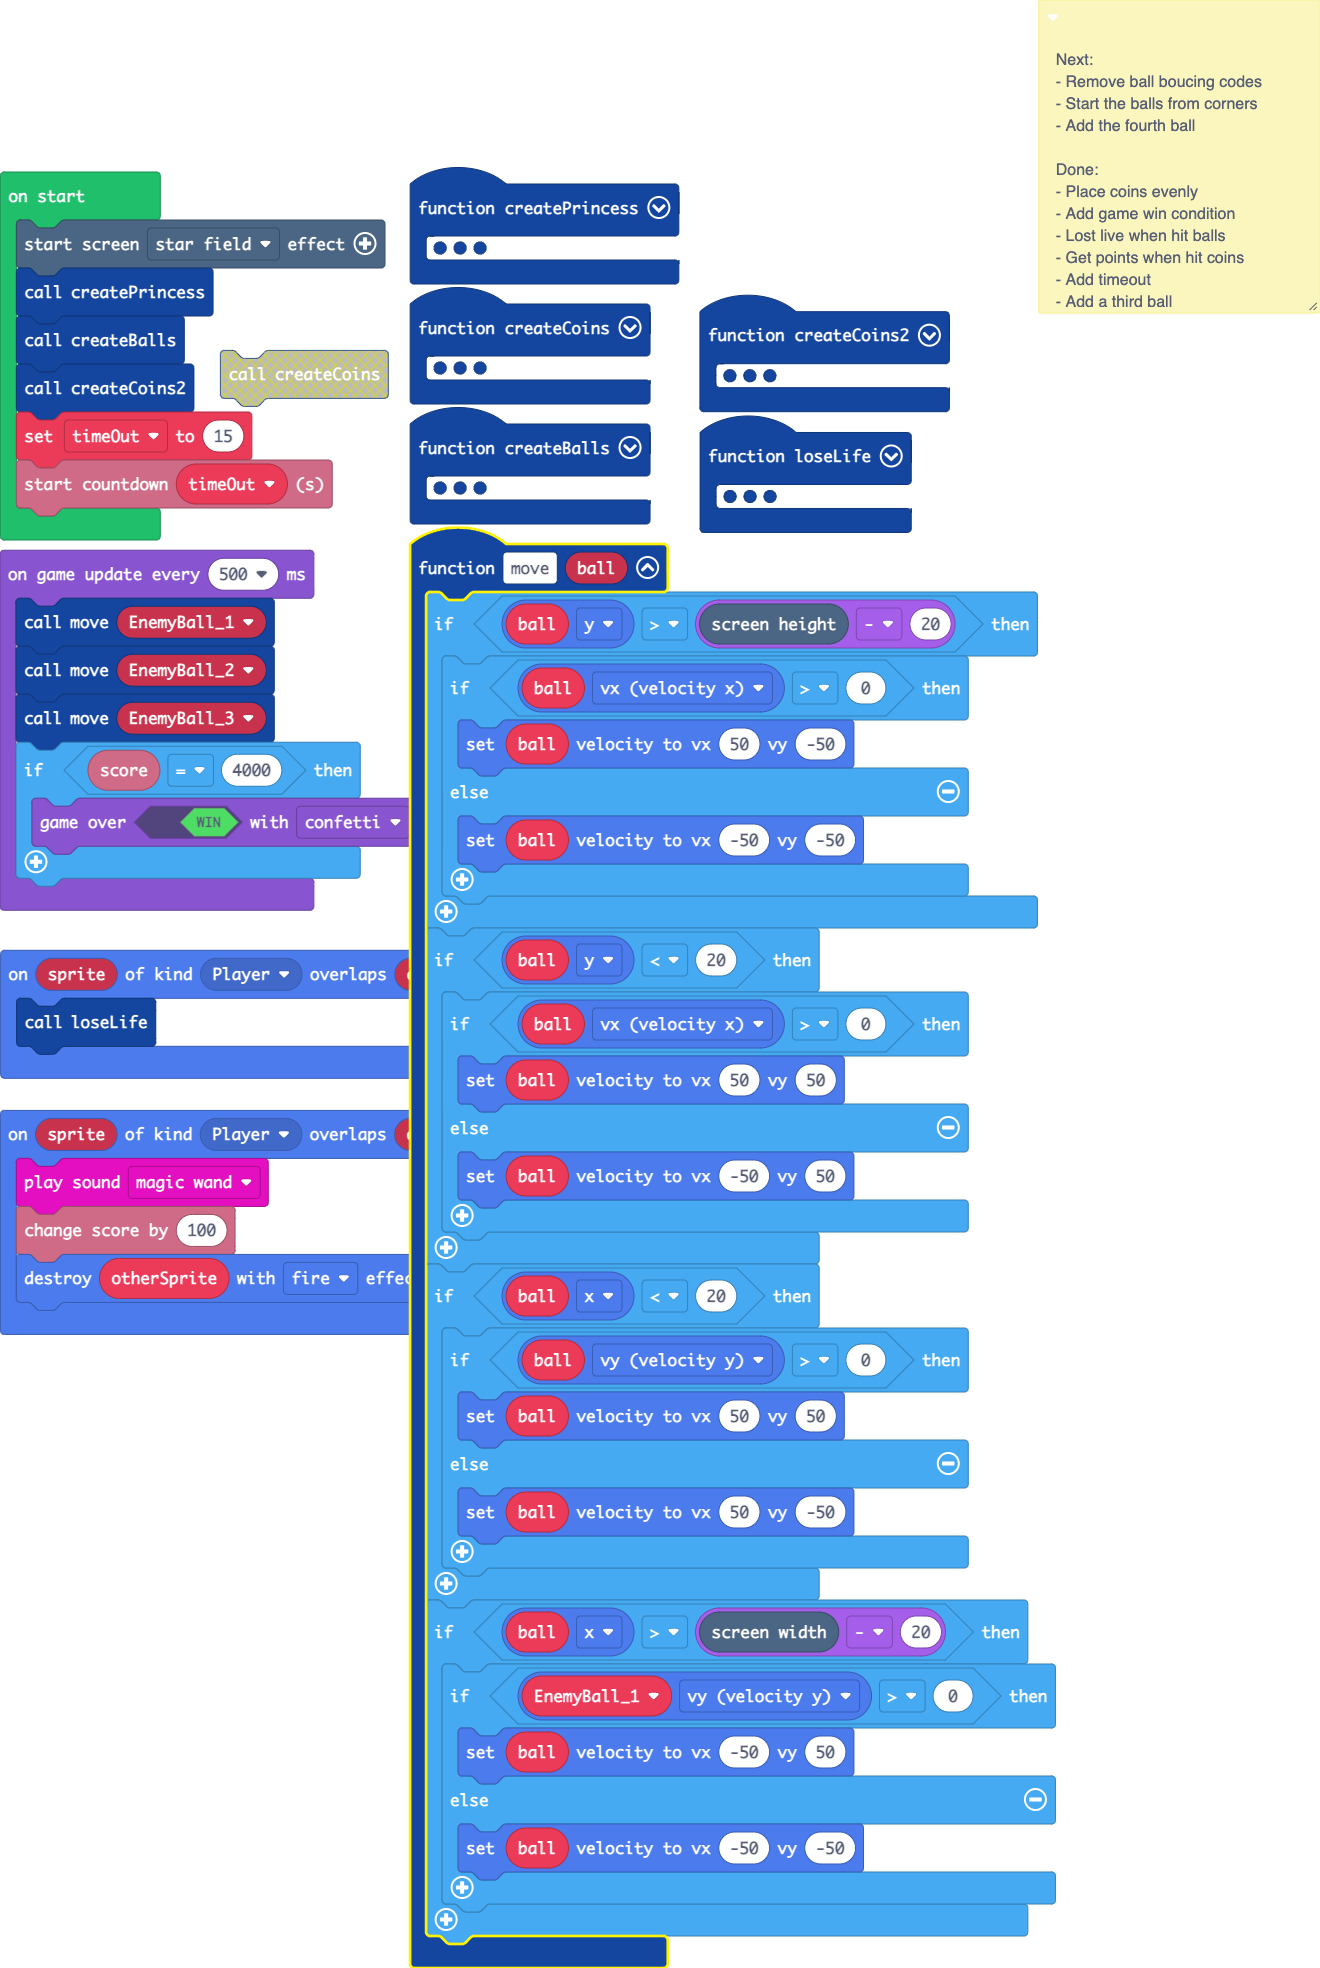 Next:
- Remove ball boucing codes
- Start the balls from corners
- Add the fourth ball
Done:
- Place coins evenly
- Add game win condition
- Lost live when hit balls
- Get points when hit coins
- Add timeout
- Add a third ball
on start
start screen star field effect
call createPrincess
call createBalls
call createCoins2
call createCoins
set timeOut to 15
start countdown timeOut (s)
on game update every 500 ms
call move EnemyBall_1
call move EnemyBall_2
call move EnemyBall_3
if score = 4000 then
game over WIN with confetti
on sprite of kind Player overlaps
call loseLife
on sprite of kind Player overlaps
play sound magic wand
change score by 100
destroy otherSprite with fire effec
function createPrincess
function createCoins
function createCoins2
function createBalls
function loseLife
function move ball
if ball y > screen height - 20 then
if ball vx (velocity x) > 0 then
set ball velocity to vx 50 vy -50
else
set ball velocity to vx -50 vy -50
if ball y < 20 then
if ball vx (velocity x) > 0 then
set ball velocity to vx 50 vy 50
else
set ball velocity to vx -50 vy 50
if ball x < 20 then
if ball vy (velocity y) > 0 then
set ball velocity to vx 50 vy 50
else
set ball velocity to vx 50 vy -50
if ball x > screen width - 20 then
if EnemyBall_1 vy (velocity y) > 0 then
set ball velocity to vx -50 vy 50
else
set ball velocity to vx -50 vy -50